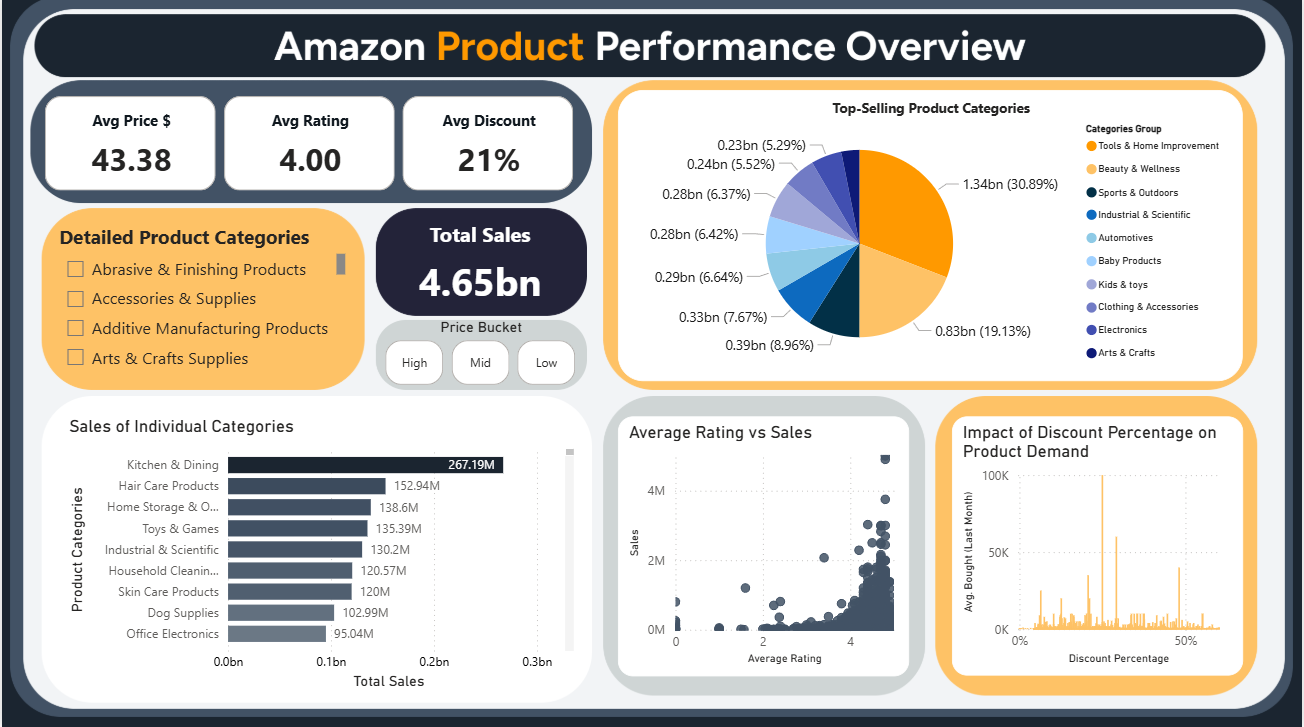 Amazon Product Performance Overview
Avg Price $
43.38
Avg Rating
4.00
Avg Discount
21%
Detailed Product Categories
Abrasive & Finishing Products
Accessories & Supplies
Additive Manufacturing Products
Arts & Crafts Supplies
Total Sales
4.65bn
Price Bucket
High
Mid
Low
Top-Selling Product Categories
0.23bn (5.29%)
0.24bn (5.52%)
0.28bn (6.37%)
0.28bn (6.42%)
0.29bn (6.64%)
0.33bn (7.67%)
0.39bn (8.96%)
1.34bn (30.89%)
0.83bn (19.13%)
Categories Group
Tools & Home Improvement
Beauty & Wellness
Sports & Outdoors
Industrial & Scientific
Automotives
Baby Products
Kids & toys
Clothing & Accessories
Electronics
Arts & Crafts
Sales of Individual Categories
Product Categories
Kitchen & Dining 267.19M
Hair Care Products 152.94M
Home Storage & O... 138.6M
Toys & Games 135.39M
Industrial & Scientific 130.2M
Household Cleanin... 120.57M
Skin Care Products 120M
Dog Supplies 102.99M
Office Electronics 95.04M
0.0bn 0.1bn 0.2bn 0.3bn
Total Sales
Average Rating vs Sales
Sales
4M
2M
0M
0 2 4
Average Rating
Impact of Discount Percentage on
Product Demand
Avg. Bought (Last Month)
100K
50K
0K
0% 50%
Discount Percentage